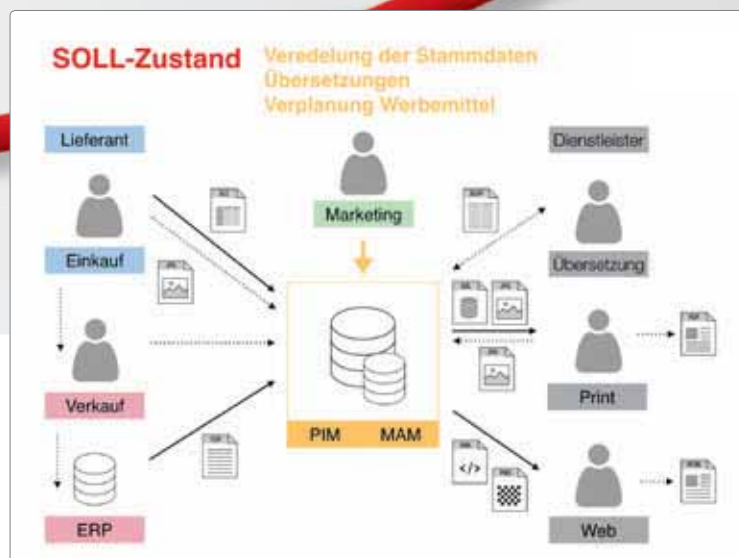 SOLL-Zustand
Veredelung der Stammdaten
Übersetzungen
Verplanung Werbemittel
Lieferant
Dienstleister
Marketing
Einkauf
Übersetzung
Verkauf
Print
PIM MAM
</>
ERP
Web